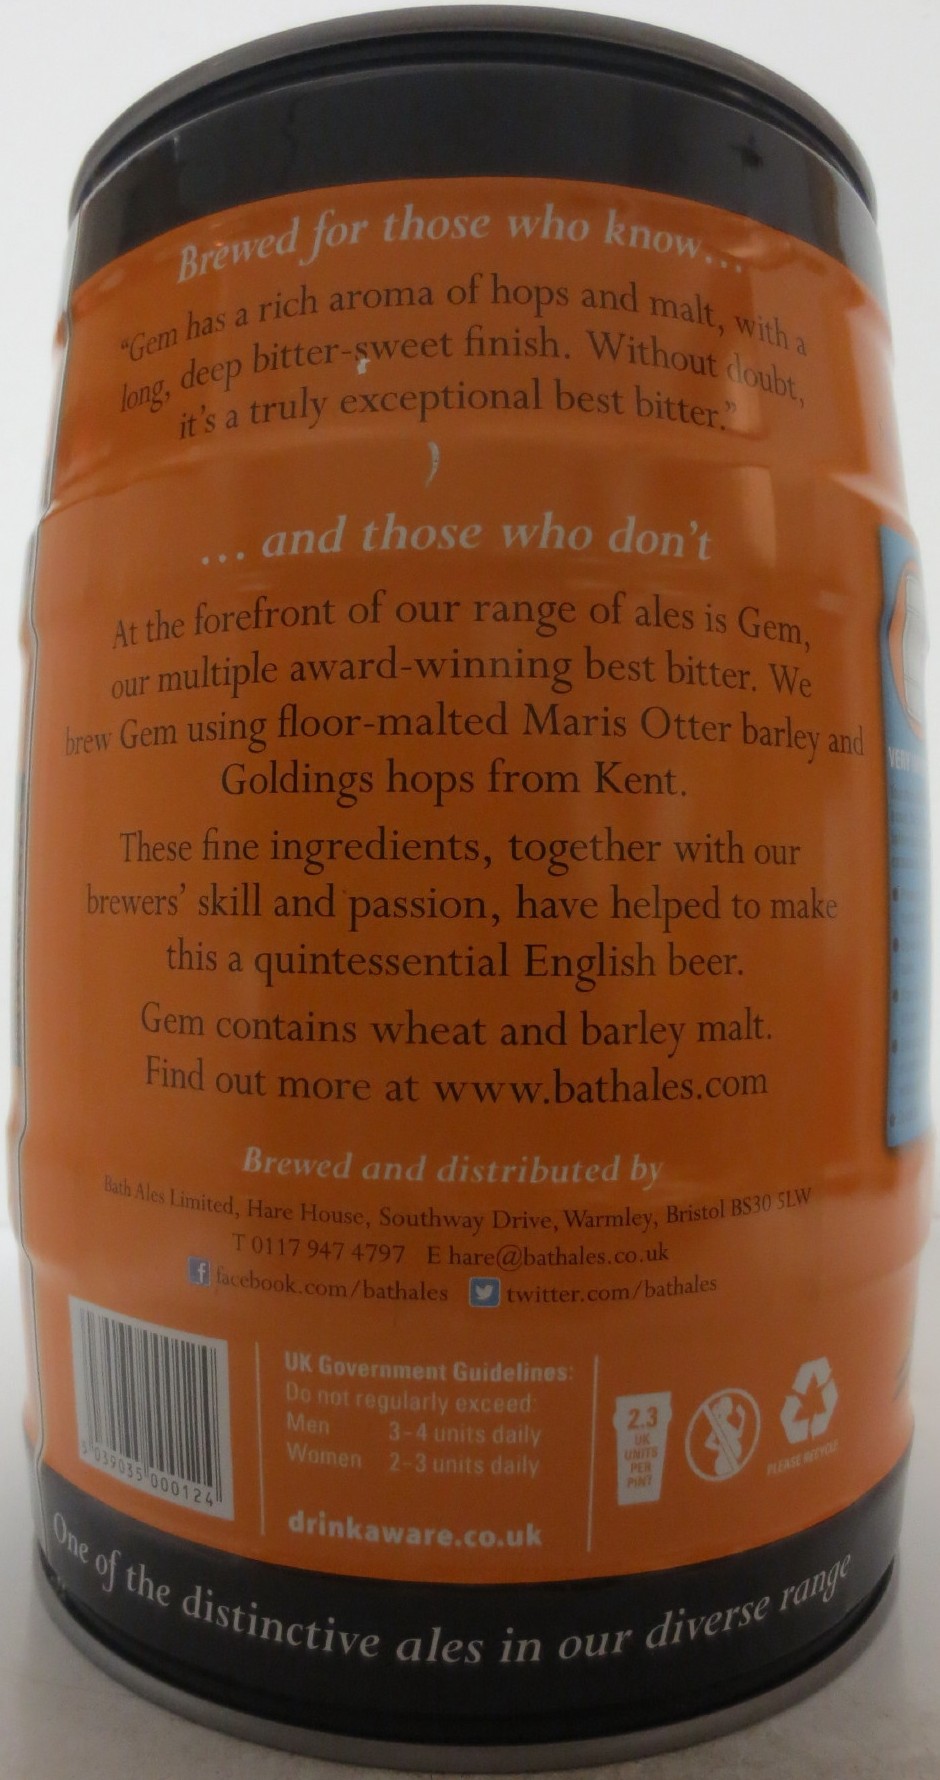 Brewed for those who know...
“Gem has a rich aroma of hops and malt, with a
long, deep bitter-sweet finish. Without doubt,
it’s a truly exceptional best bitter.”
... and those who don’t
At the forefront of our range of ales is Gem,
our multiple award-winning best bitter. We
brew Gem using floor-malted Maris Otter barley and
Goldings hops from Kent.
These fine ingredients, together with our
brewers’ skill and passion, have helped to make
this a quintessential English beer.
Gem contains wheat and barley malt.
Find out more at www.bathales.com
Brewed and distributed by
Bath Ales Limited, Hare House, Southway Drive, Warmley, Bristol BS30 5LW
T 0117 947 4797 E hare@bathales.co.uk
facebook.com/bathales twitter.com/bathales
5 039035 000124
UK Government Guidelines:
Do not regularly exceed:
Men 3-4 units daily
Women 2-3 units daily
drinkaware.co.uk
2.3
UK
UNITS
PER
PINT
PLEASE RECYCLE
VERY
One of the distinctive ales in our diverse range